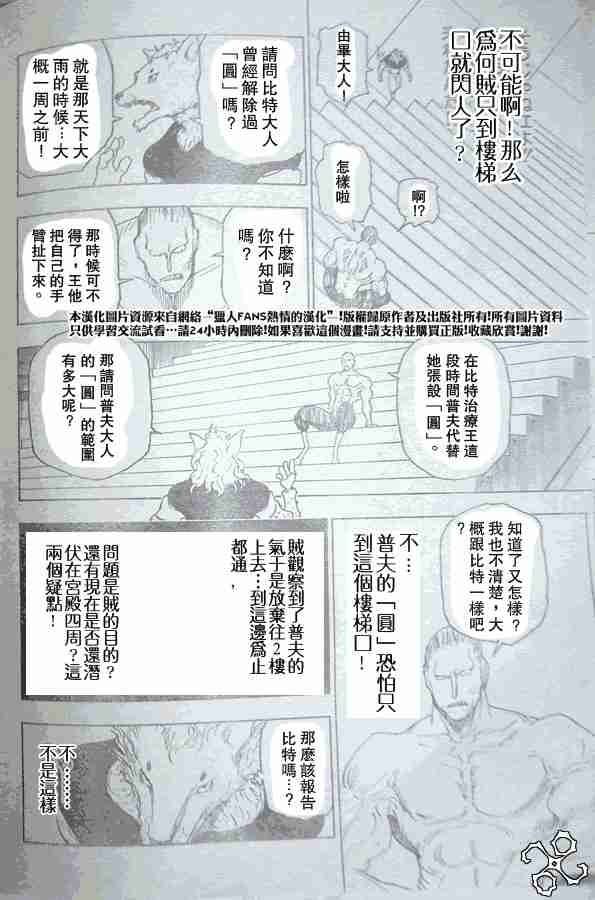 不可能啊！那么
爲何賊只到樓梯
口就閃人了？
由畢大人！
啊!?
怎樣啦
請問比特大人
曾經解除過
「圓」嗎？
就是那天下大
雨的時候…大
概一周之前！
什麽啊？
你不知道
嗎？
那時候可不
得了，王他
把自己的手
臂扯下來。
本漢化圖片資源來自網絡“獵人FANS熱情的漢化”!版權歸原作者及出版社所有!所有圖片資料
只供學習交流試看…請24小時內刪除!如果喜歡這個漫畫!請支持並購買正版!收藏欣賞!謝謝!
在比特治療王這
段時間普夫代替
她張設「圓」。
那請問普夫大人
的「圓」的範圍
有多大呢？
知道了又怎樣？
我也不清楚，大
概跟比特一樣吧
？
不…
普夫的「圓」恐怕只
到這個樓梯口！
賊觀察到了普夫的
氣于是放棄往2樓
上去…到這邊爲止
都通，
問題是賊的目的？
還有現在是否還潛
伏在宮殿四周？這
兩個疑點！
那麽該報告
比特嗎…？
不………
不是這樣